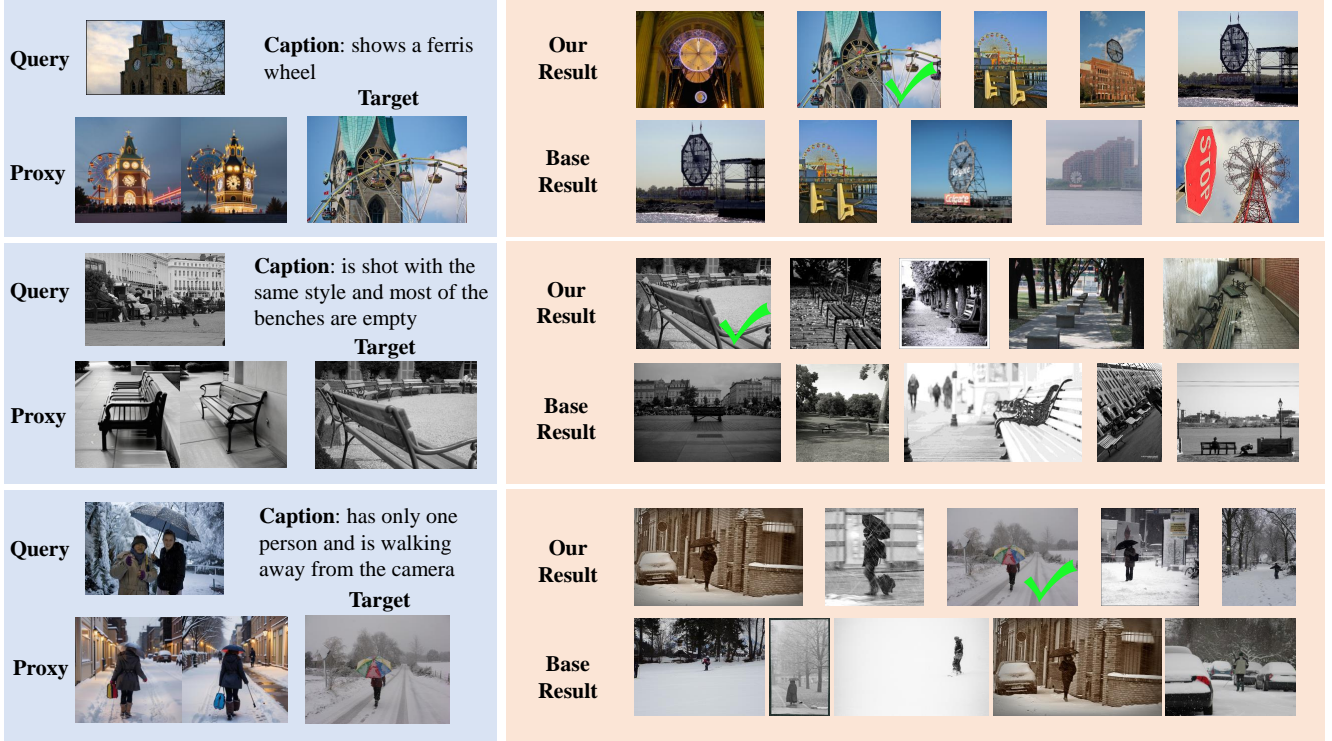 Query
Caption: shows a ferris
wheel
Target
Proxy
Our
Result
Base
Result
STOP
Query
Caption: is shot with the
same style and most of the
benches are empty
Target
Proxy
Our
Result
Base
Result
Query
Caption: has only one
person and is walking
away from the camera
Target
Proxy
Our
Result
Base
Result